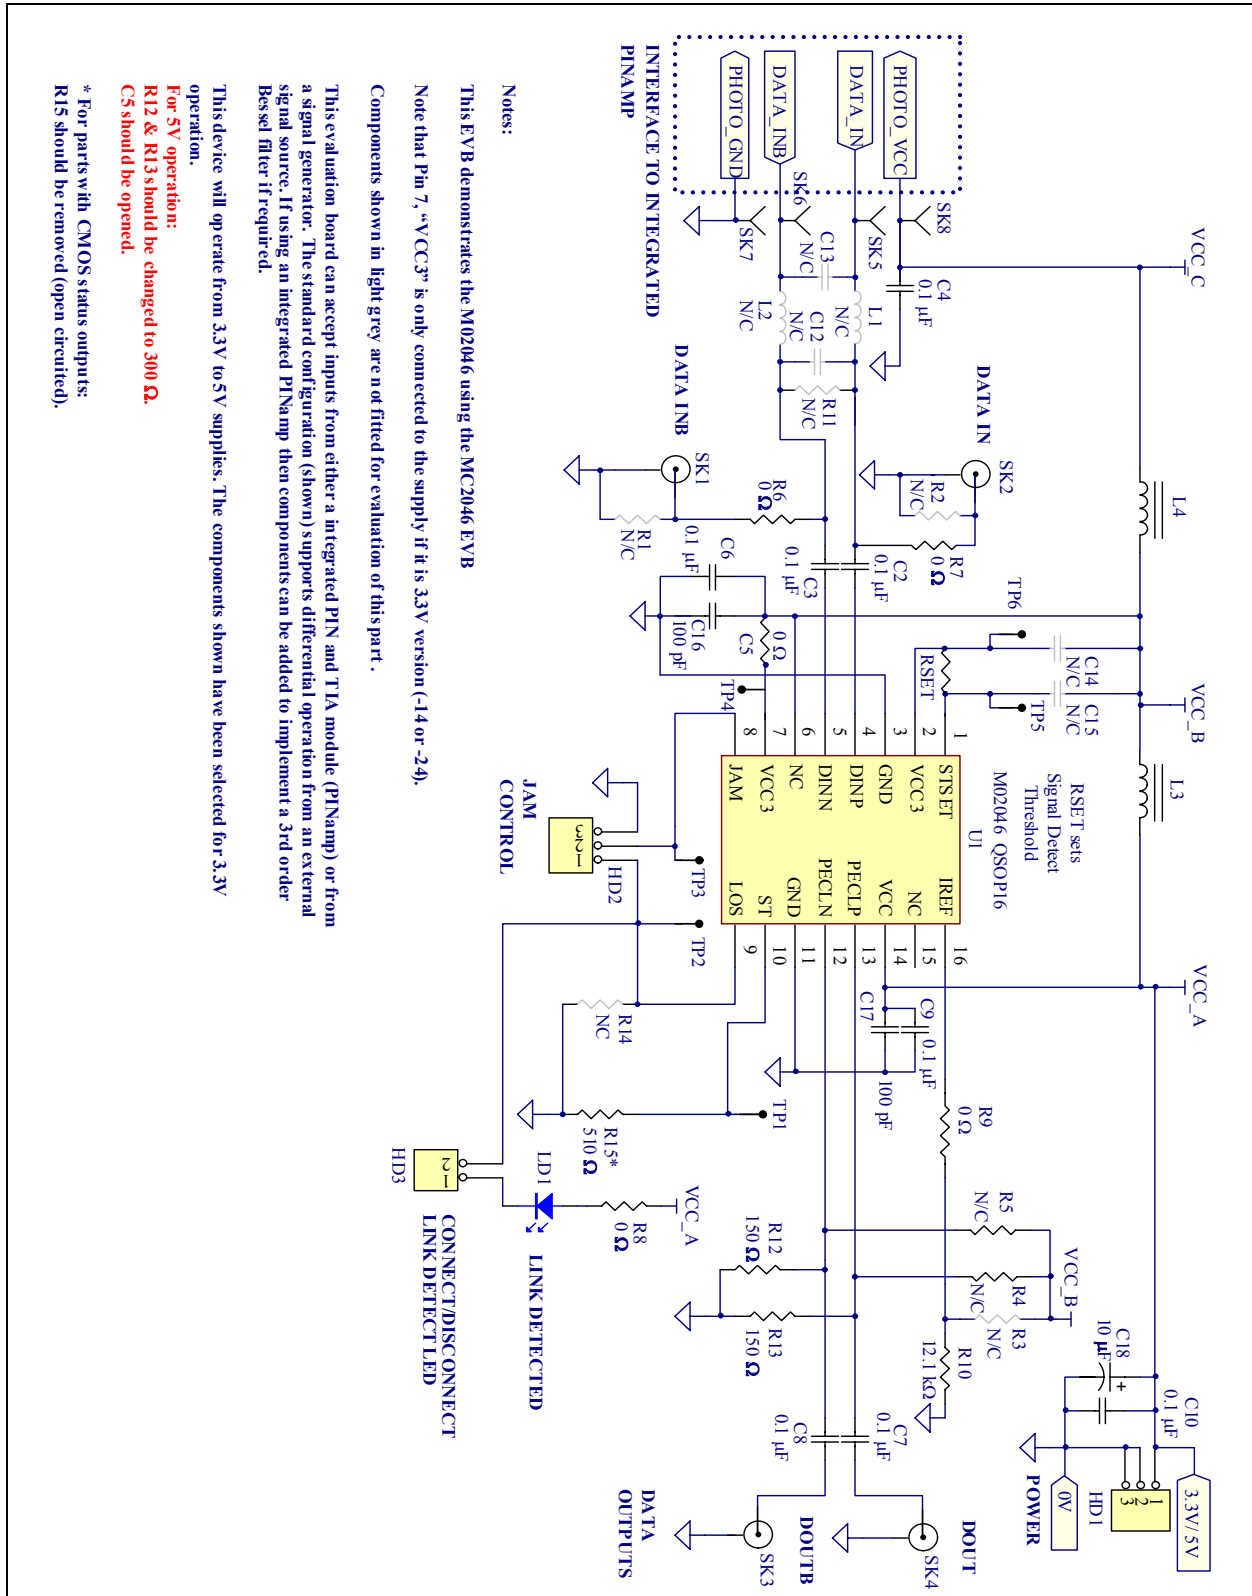 VCC_C
L4
VCC_B
L3
VCC_A
3.3V/ 5V
0V
HD1
1
2
3
POWER
C10
0.1 µF
C18
10 µF
+
INTERFACE TO INTEGRATED
PINAMP
PHOTO_VCC
DATA_IN
DATA_INB
PHOTO_GND
SK8
SK5
SK6
SK7
C4
0.1 µF
C13
N/C
L1
N/C
L2
N/C
C12
N/C
R11
N/C
DATA IN
SK2
R2
N/C
R7
0 Ω
DATA INB
SK1
R1
N/C
R6
0 Ω
C2
0.1 µF
C3
0.1 µF
C6
0.1 µF
C16
100 pF
0 Ω
C5
TP4
TP6
RSET
C14
N/C
C15
N/C
TP5
RSET sets
Signal Detect
Threshold
U1
M02046 QSOP16
1
2
3
4
5
6
7
8
STSET
VCC3
GND
DINP
DINN
NC
VCC3
JAM
IREF
NC
VCC
PECLP
PECLN
GND
ST
LOS
16
15
14
13
12
11
10
9
JAM
CONTROL
3
2
1
HD2
TP3
TP2
TP1
C9
0.1 µF
C17
100 pF
R9
0 Ω
R14
NC
R15*
510 Ω
R5
N/C
R4
N/C
R3
N/C
VCC_B
R10
12.1 kΩ
R12
150 Ω
R13
150 Ω
C7
0.1 µF
C8
0.1 µF
DOUT
SK4
DOUTB
SK3
DATA
OUTPUTS
VCC_A
R8
0 Ω
LD1
LINK DETECTED
2
1
HD3
CONNECT/DISCONNECT
LINK DETECT LED
Notes:
This EVB demonstrates the M02046 using the MC2046 EVB
Note that Pin 7, “VCC3” is only connected to the supply if it is 3.3V version (-14 or -24).
Components shown in light grey are not fitted for evaluation of this part .
This evaluation board can accept inputs from either a integrated PIN and TIA module (PINamp) or from
a signal generator. The standard configuration (shown) supports differential operation from an external
signal source. If using an integrated PINamp then components can be added to implement a 3rd order
Bessel filter if required.
This device will operate from 3.3V to 5V supplies. The components shown have been selected for 3.3V
operation.
For 5V operation:
R12 & R13 should be changed to 300 Ω.
C5 should be opened.
* For parts with CMOS status outputs:
R15 should be removed (open circuited).